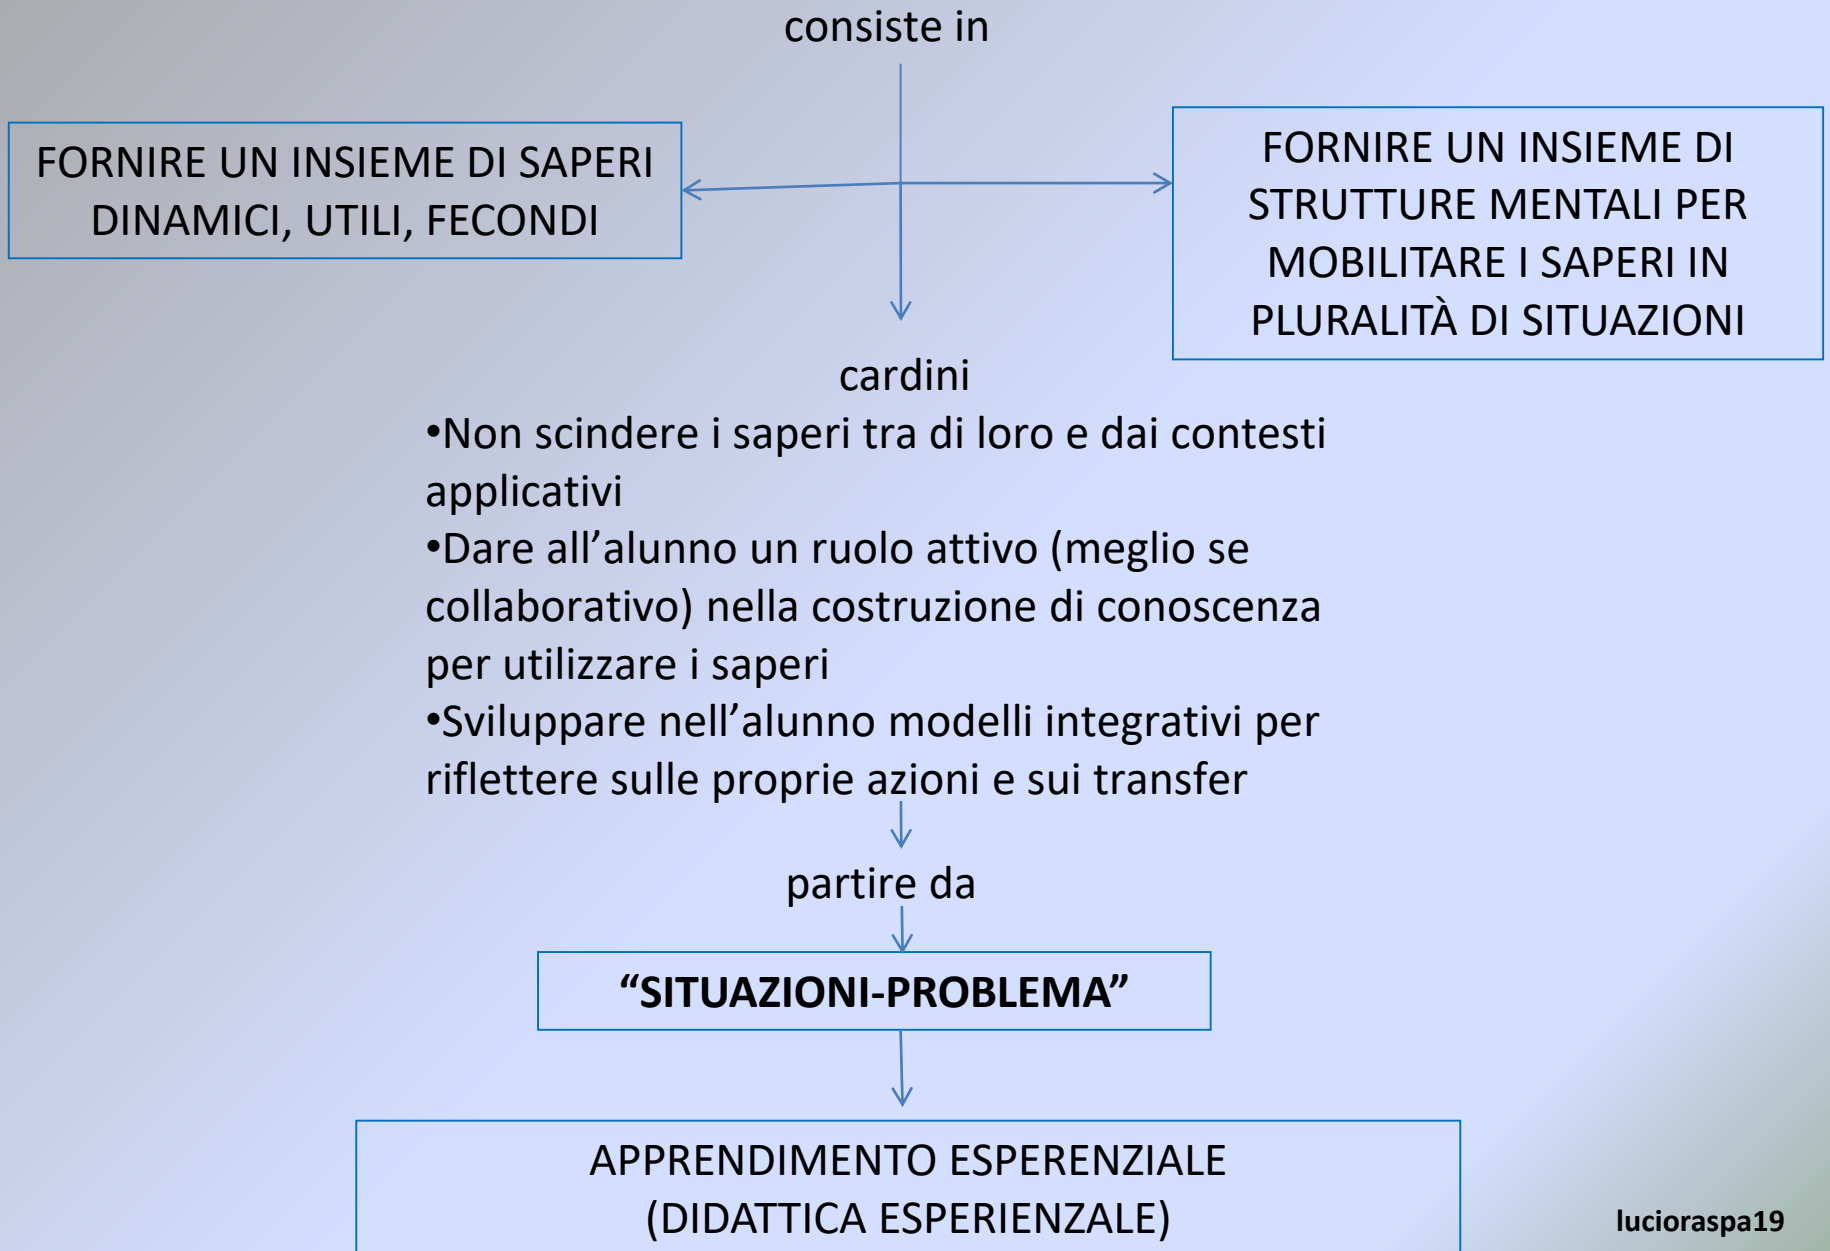 consiste in
FORNIRE UN INSIEME DI SAPERI
DINAMICI, UTILI, FECONDI
FORNIRE UN INSIEME DI
STRUTTURE MENTALI PER
MOBILITARE I SAPERI IN
PLURALITÀ DI SITUAZIONI
cardini
•Non scindere i saperi tra di loro e dai contesti
applicativi
•Dare all’alunno un ruolo attivo (meglio se
collaborativo) nella costruzione di conoscenza
per utilizzare i saperi
•Sviluppare nell’alunno modelli integrativi per
riflettere sulle proprie azioni e sui transfer
partire da
“SITUAZIONI-PROBLEMA”
APPRENDIMENTO ESPERENZIALE
(DIDATTICA ESPERIENZALE)
lucioraspa19